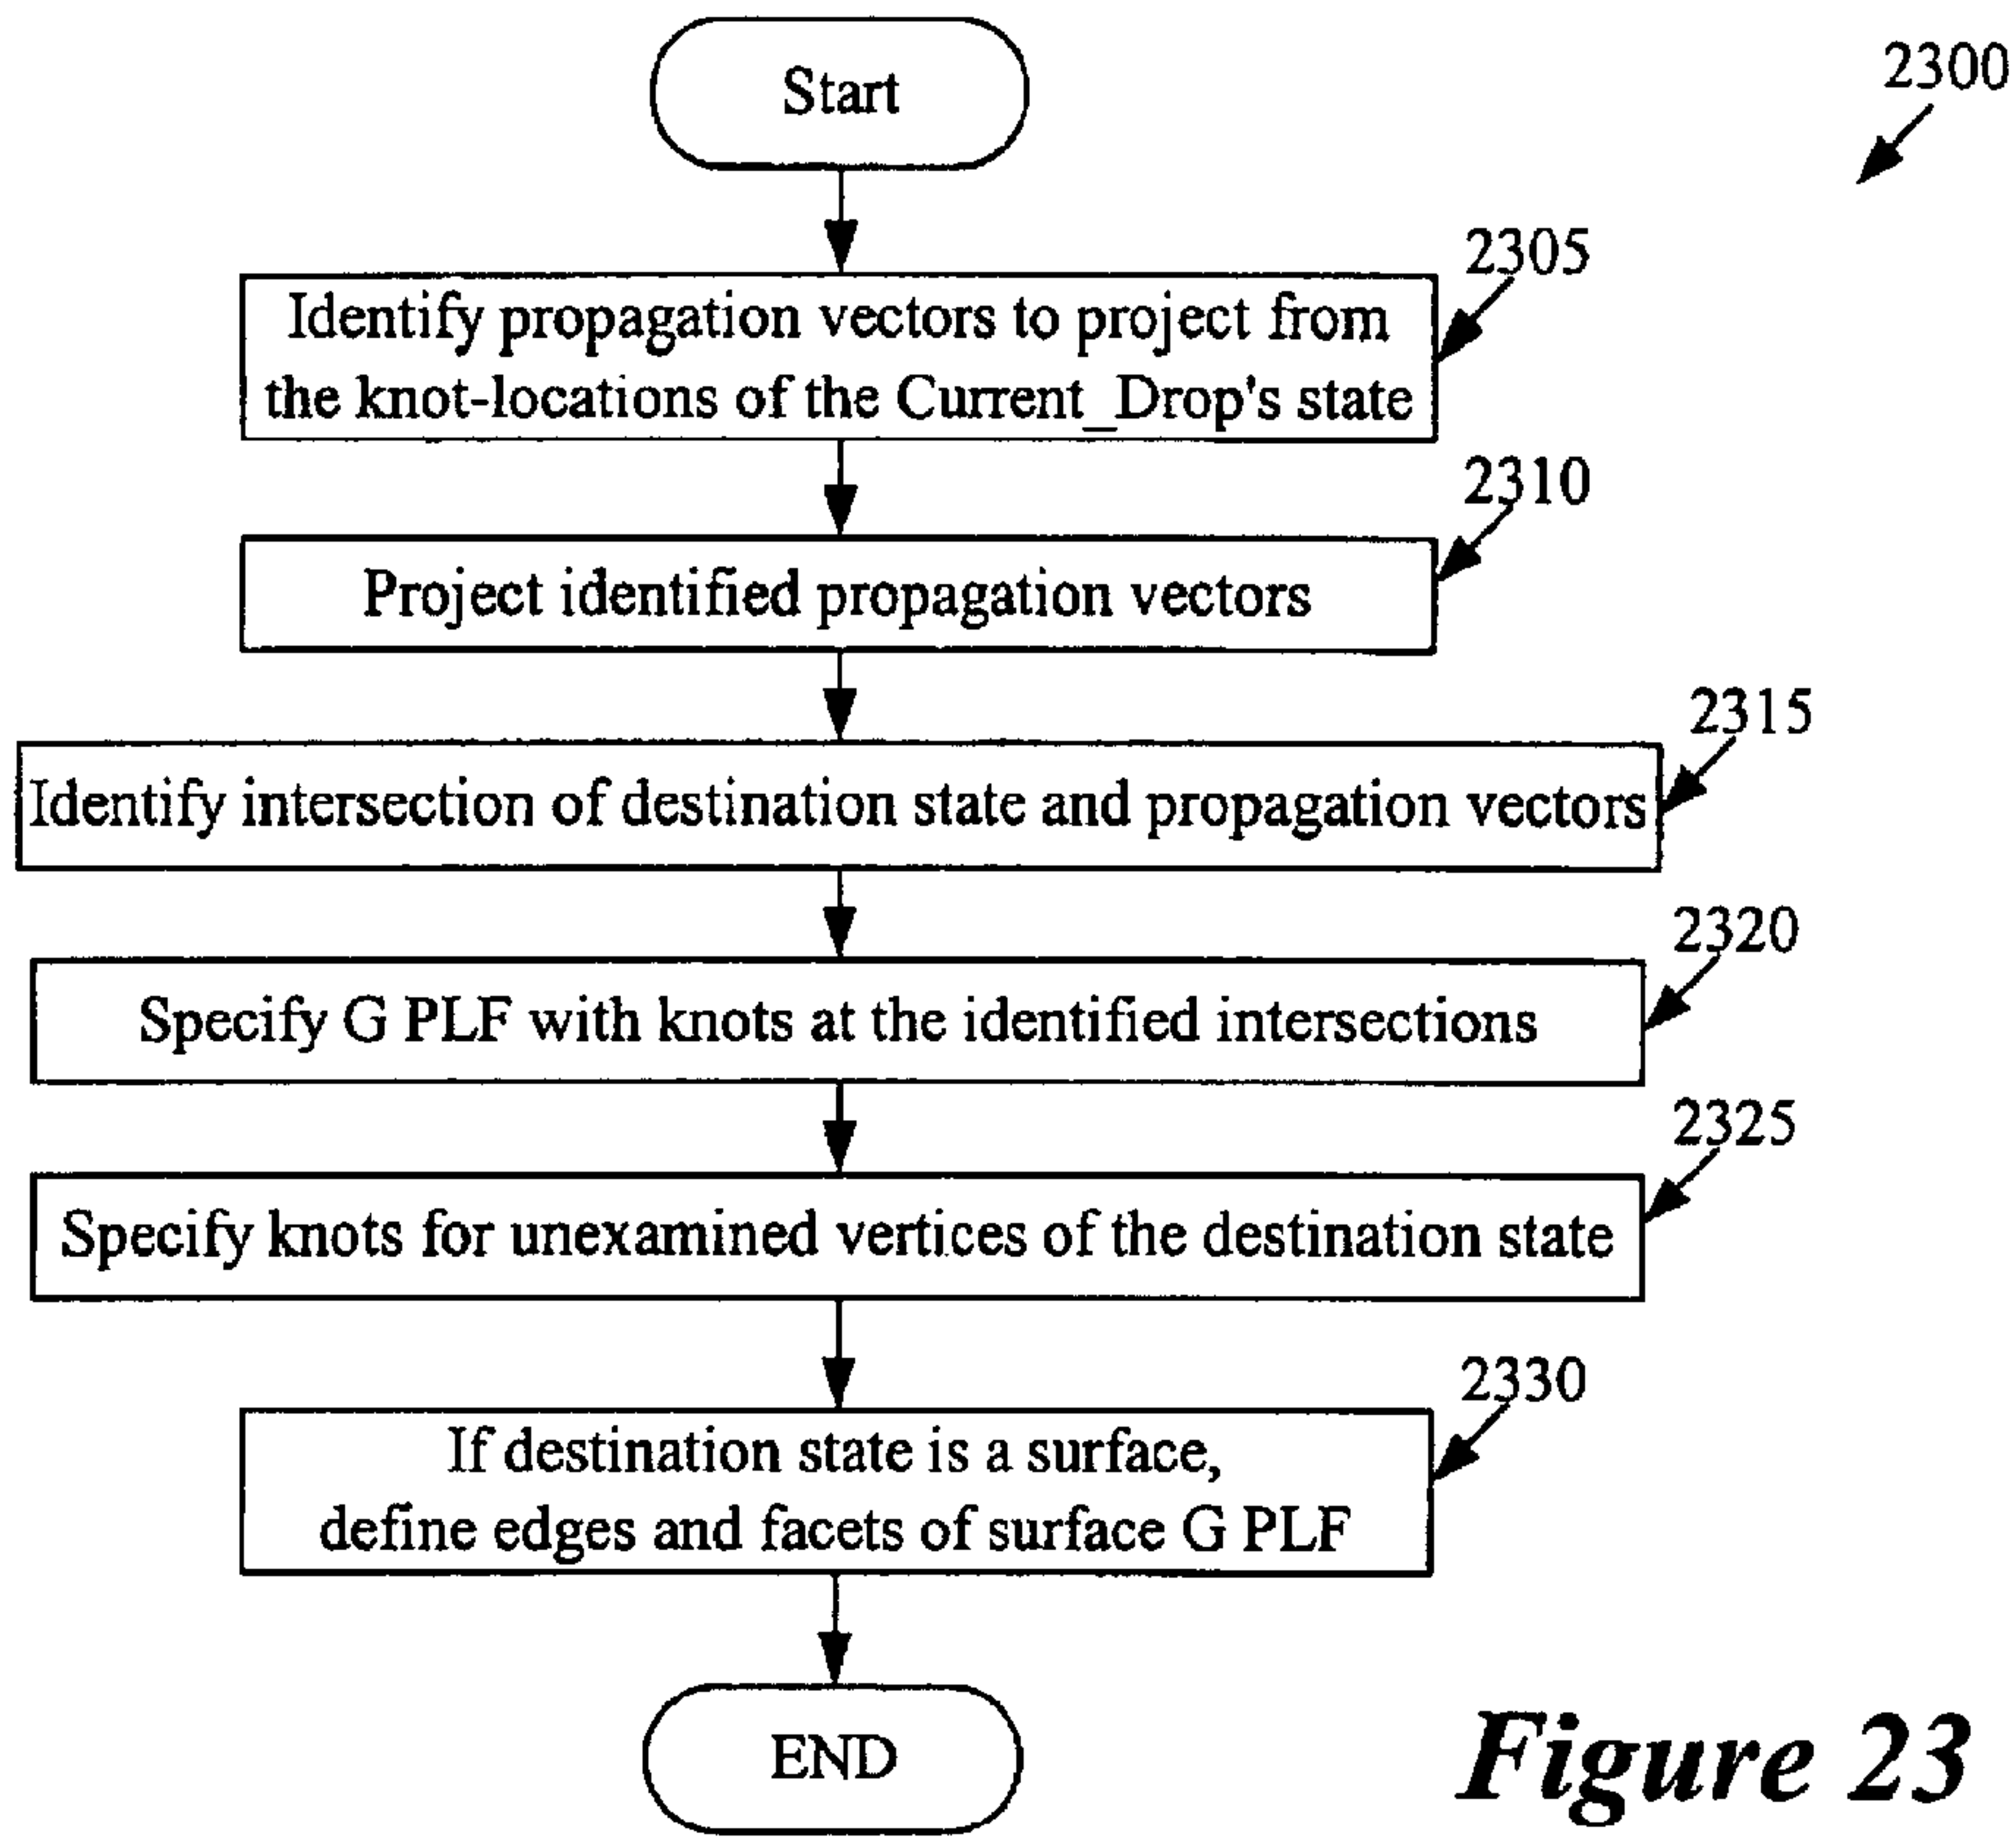 Start
2300
2305
Identify propagation vectors to project from
the knot-locations of the Current_Drop's state
2310
Project identified propagation vectors
2315
Identify intersection of destination state and propagation vectors
2320
Specify G PLF with knots at the identified intersections
2325
Specify knots for unexamined vertices of the destination state
2330
If destination state is a surface,
define edges and facets of surface G PLF
END
Figure 23